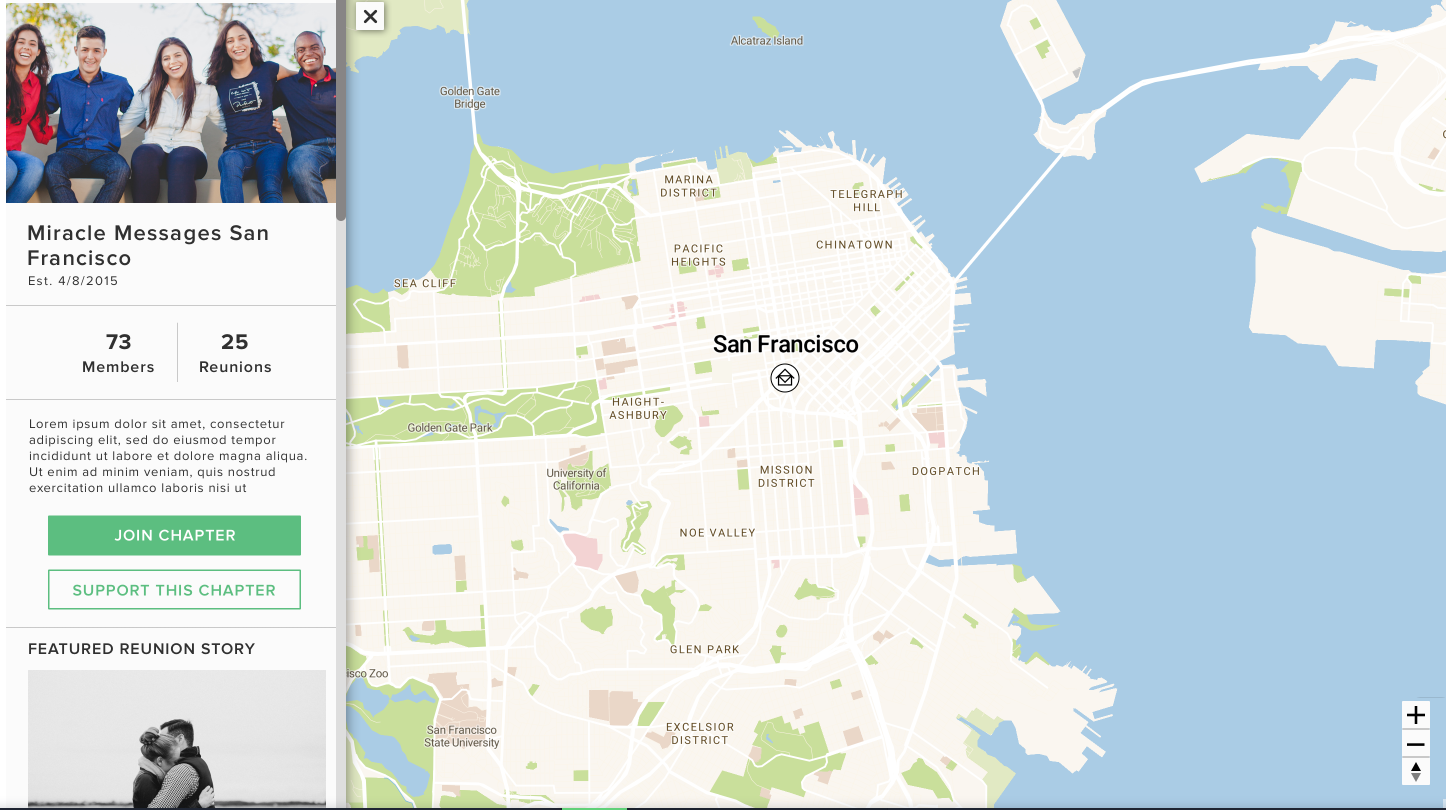 Miracle Messages San
Francisco
Est. 4/8/2015
73
Members
25
Reunions
Lorem ipsum dolor sit amet, consectetur
adipiscing elit, sed do eiusmod tempor
incididunt ut labore et dolore magna aliqua.
Ut enim ad minim veniam, quis nostrud
exercitation ullamco laboris nisi ut
JOIN CHAPTER
SUPPORT THIS CHAPTER
FEATURED REUNION STORY
Alcatraz Island
Golden Gate
Bridge
MARINA
DISTRICT
TELEGRAPH
HILL
PACIFIC
HEIGHTS
CHINATOWN
SEA CLIFF
San Francisco
HAIGHT-
ASHBURY
Golden Gate Park
University of
California
MISSION
DISTRICT
DOGPATCH
NOE VALLEY
GLEN PARK
isco Zoo
San Francisco
State University
EXCELSIOR
DISTRICT